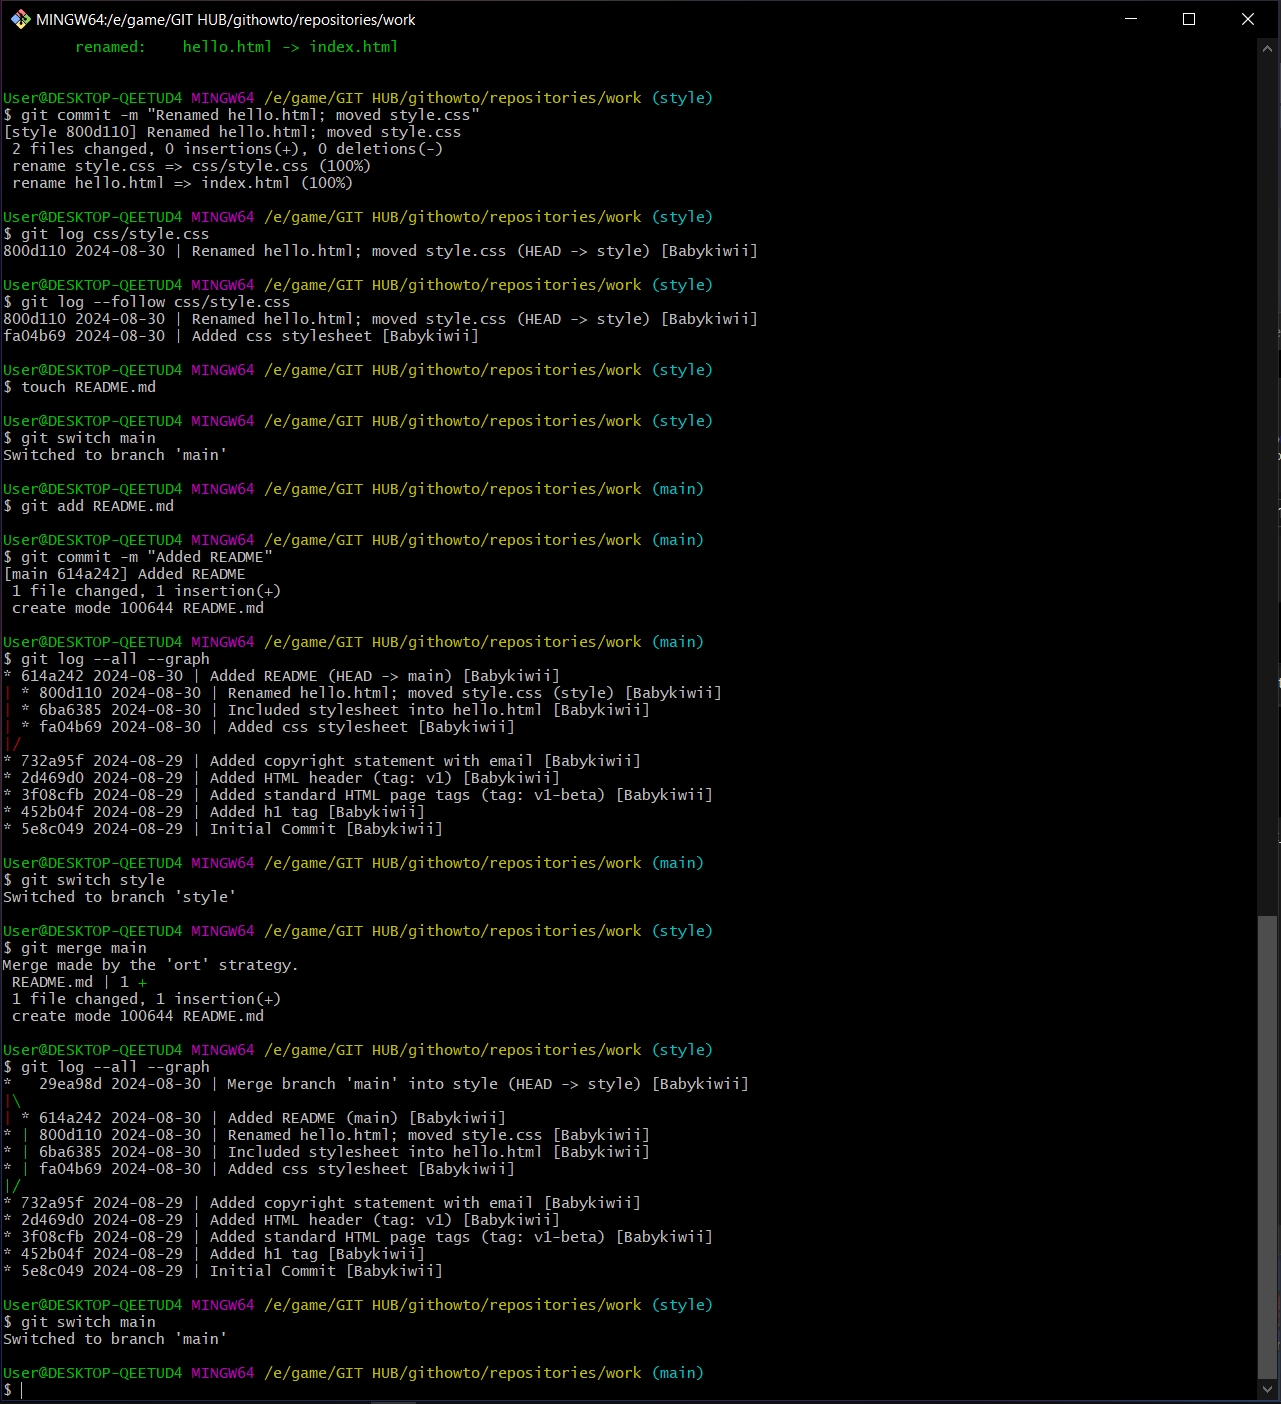 MINGW64:/e/game/GIT HUB/githowto/repositories/work
renamed:    hello.html -> index.html
User@DESKTOP-QEETUD4 MINGW64 /e/game/GIT HUB/githowto/repositories/work (style)
$ git commit -m "Renamed hello.html; moved style.css"
[style 800d110] Renamed hello.html; moved style.css
 2 files changed, 0 insertions(+), 0 deletions(-)
 rename style.css => css/style.css (100%)
 rename hello.html => index.html (100%)
User@DESKTOP-QEETUD4 MINGW64 /e/game/GIT HUB/githowto/repositories/work (style)
$ git log css/style.css
800d110 2024-08-30 | Renamed hello.html; moved style.css (HEAD -> style) [Babykiwii]
User@DESKTOP-QEETUD4 MINGW64 /e/game/GIT HUB/githowto/repositories/work (style)
$ git log --follow css/style.css
800d110 2024-08-30 | Renamed hello.html; moved style.css (HEAD -> style) [Babykiwii]
fa04b69 2024-08-30 | Added css stylesheet [Babykiwii]
User@DESKTOP-QEETUD4 MINGW64 /e/game/GIT HUB/githowto/repositories/work (style)
$ touch README.md
User@DESKTOP-QEETUD4 MINGW64 /e/game/GIT HUB/githowto/repositories/work (style)
$ git switch main
Switched to branch 'main'
User@DESKTOP-QEETUD4 MINGW64 /e/game/GIT HUB/githowto/repositories/work (main)
$ git add README.md
User@DESKTOP-QEETUD4 MINGW64 /e/game/GIT HUB/githowto/repositories/work (main)
$ git commit -m "Added README"
[main 614a242] Added README
 1 file changed, 1 insertion(+)
 create mode 100644 README.md
User@DESKTOP-QEETUD4 MINGW64 /e/game/GIT HUB/githowto/repositories/work (main)
$ git log --all --graph
* 614a242 2024-08-30 | Added README (HEAD -> main) [Babykiwii]
| * 800d110 2024-08-30 | Renamed hello.html; moved style.css (style) [Babykiwii]
| * 6ba6385 2024-08-30 | Included stylesheet into hello.html [Babykiwii]
| * fa04b69 2024-08-30 | Added css stylesheet [Babykiwii]
|/
* 732a95f 2024-08-29 | Added copyright statement with email [Babykiwii]
* 2d469d0 2024-08-29 | Added HTML header (tag: v1) [Babykiwii]
* 3f08cfb 2024-08-29 | Added standard HTML page tags (tag: v1-beta) [Babykiwii]
* 452b04f 2024-08-29 | Added h1 tag [Babykiwii]
* 5e8c049 2024-08-29 | Initial Commit [Babykiwii]
User@DESKTOP-QEETUD4 MINGW64 /e/game/GIT HUB/githowto/repositories/work (main)
$ git switch style
Switched to branch 'style'
User@DESKTOP-QEETUD4 MINGW64 /e/game/GIT HUB/githowto/repositories/work (style)
$ git merge main
Merge made by the 'ort' strategy.
 README.md | 1 +
 1 file changed, 1 insertion(+)
 create mode 100644 README.md
User@DESKTOP-QEETUD4 MINGW64 /e/game/GIT HUB/githowto/repositories/work (style)
$ git log --all --graph
*   29ea98d 2024-08-30 | Merge branch 'main' into style (HEAD -> style) [Babykiwii]
|\
| * 614a242 2024-08-30 | Added README (main) [Babykiwii]
* | 800d110 2024-08-30 | Renamed hello.html; moved style.css [Babykiwii]
* | 6ba6385 2024-08-30 | Included stylesheet into hello.html [Babykiwii]
* | fa04b69 2024-08-30 | Added css stylesheet [Babykiwii]
|/
* 732a95f 2024-08-29 | Added copyright statement with email [Babykiwii]
* 2d469d0 2024-08-29 | Added HTML header (tag: v1) [Babykiwii]
* 3f08cfb 2024-08-29 | Added standard HTML page tags (tag: v1-beta) [Babykiwii]
* 452b04f 2024-08-29 | Added h1 tag [Babykiwii]
* 5e8c049 2024-08-29 | Initial Commit [Babykiwii]
User@DESKTOP-QEETUD4 MINGW64 /e/game/GIT HUB/githowto/repositories/work (style)
$ git switch main
Switched to branch 'main'
User@DESKTOP-QEETUD4 MINGW64 /e/game/GIT HUB/githowto/repositories/work (main)
$